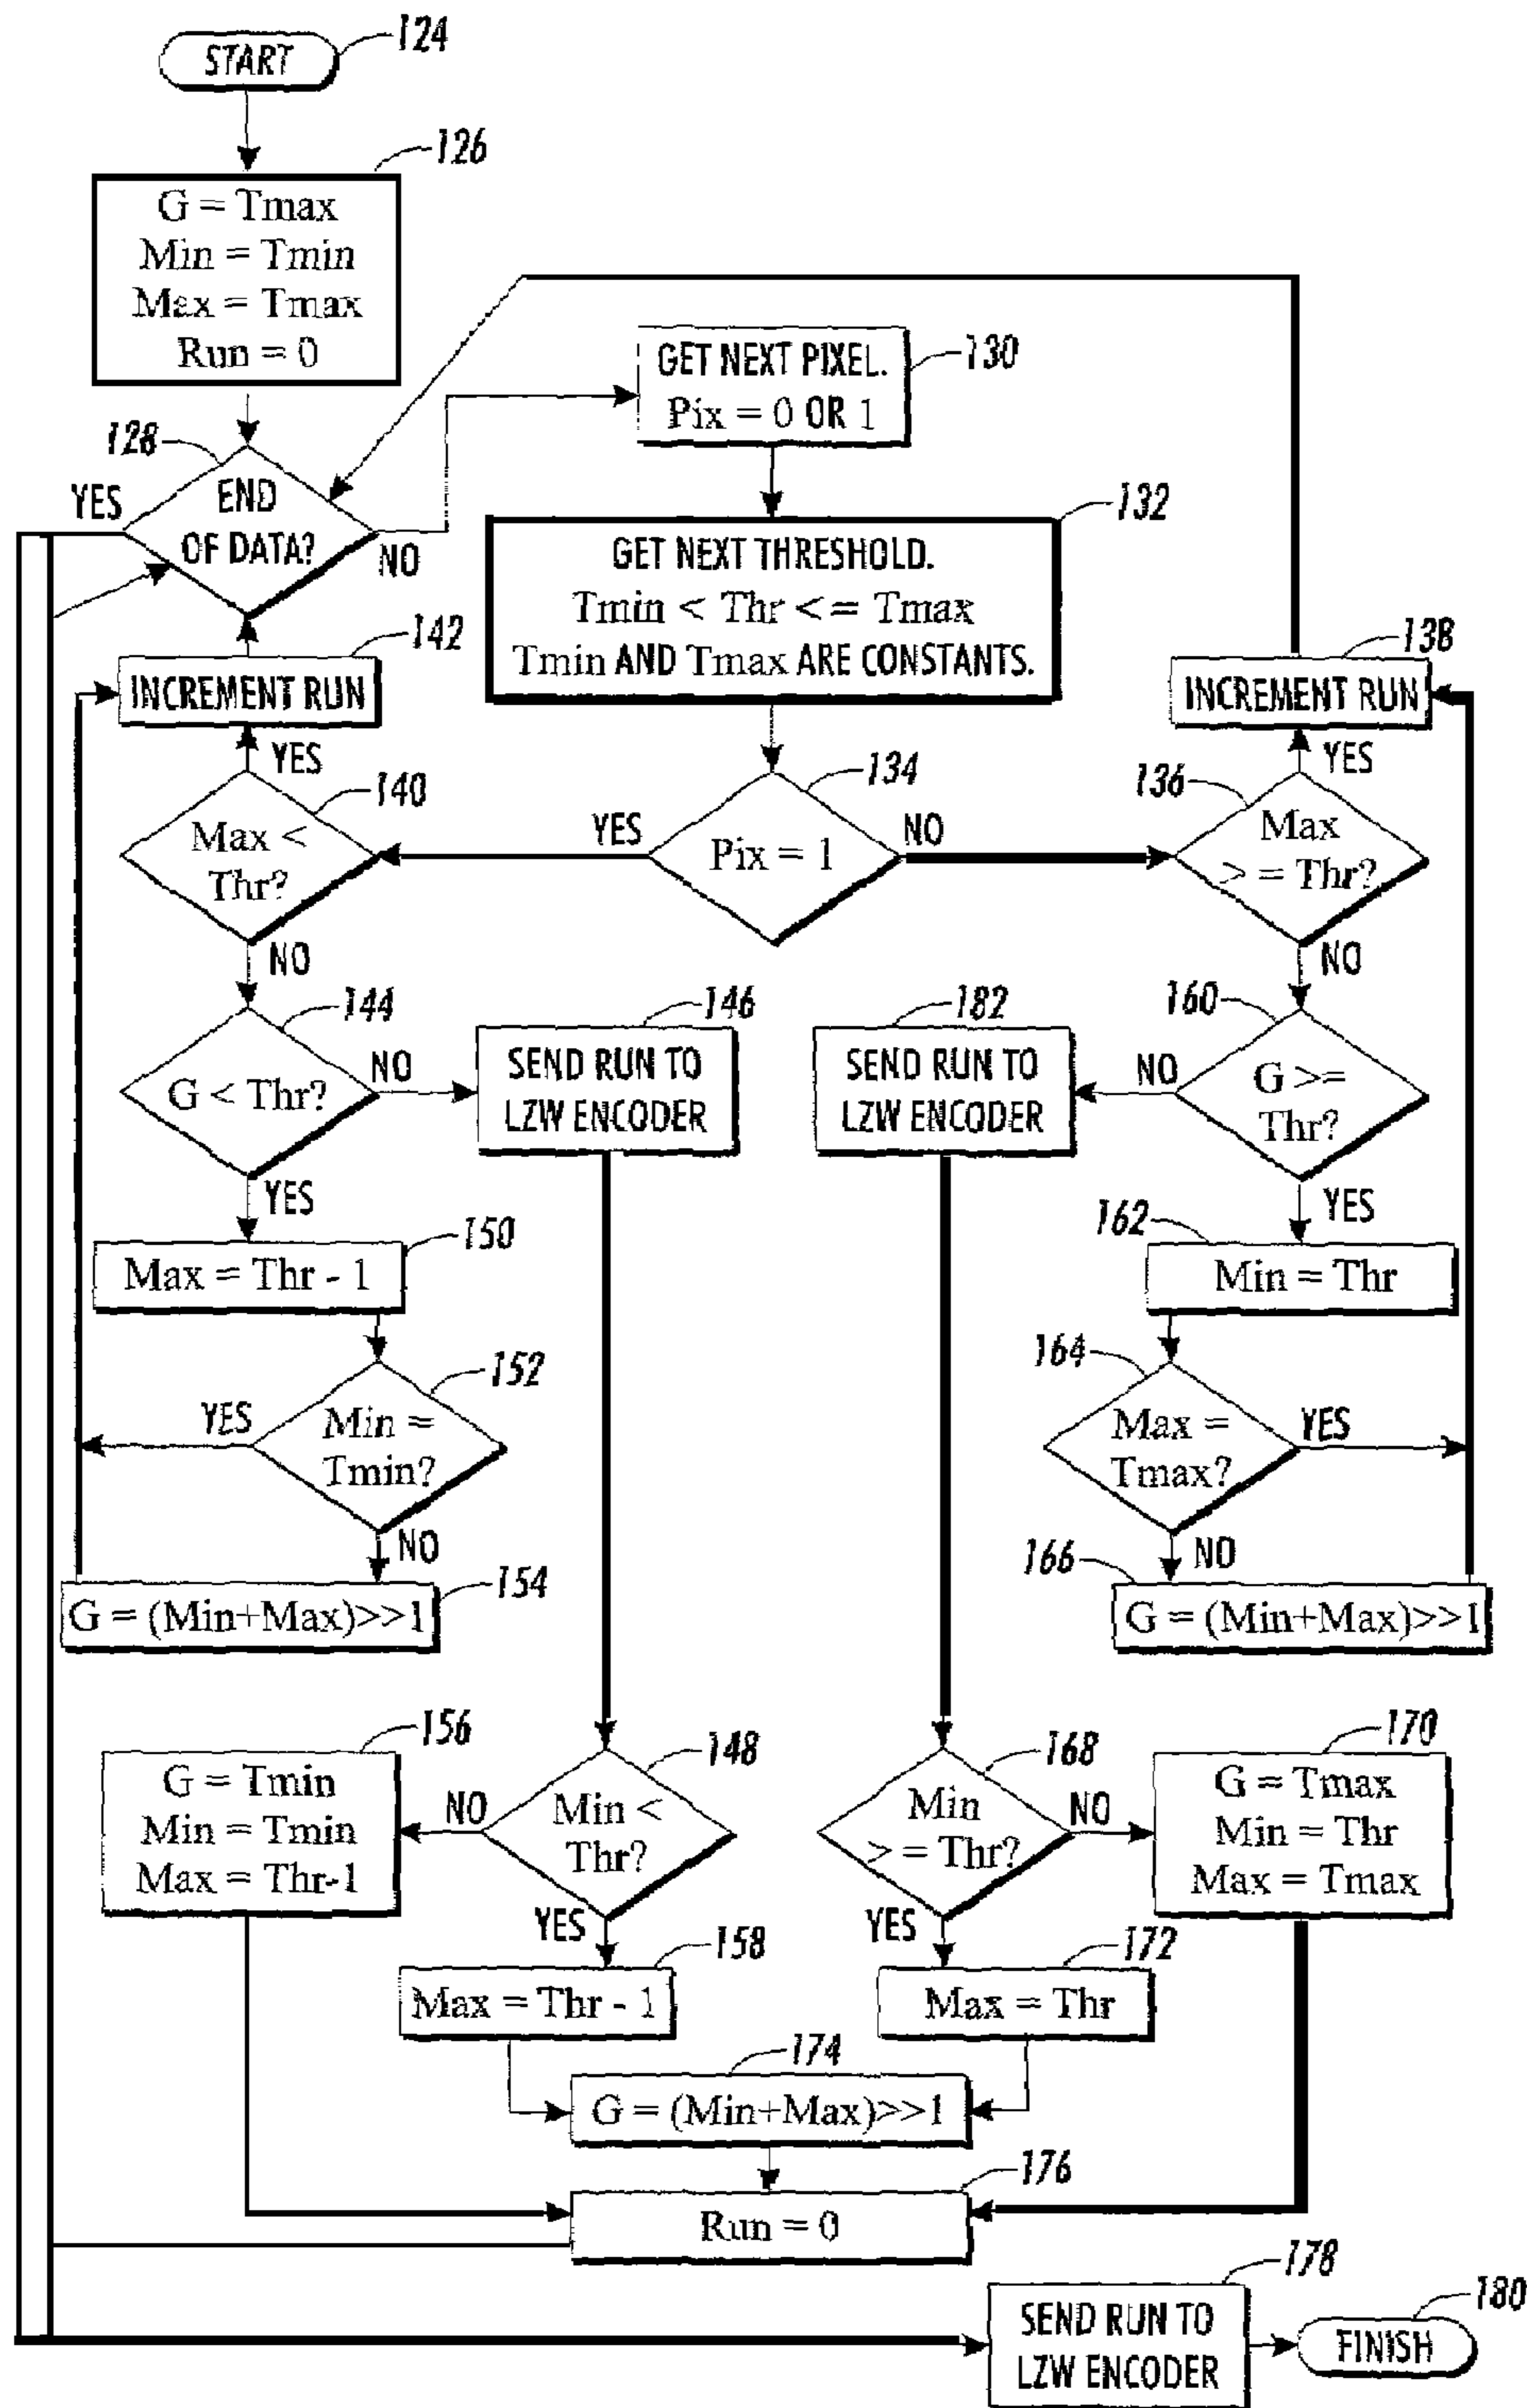 START
124
126
G = Tmax
Min = Tmin
Max = Tmax
Run = 0
128
END
OF DATA?
YES
NO
GET NEXT PIXEL.
Pix = 0 OR 1
130
132
GET NEXT THRESHOLD.
Tmin < Thr <= Tmax
Tmin AND Tmax ARE CONSTANTS.
142
INCREMENT RUN
138
INCREMENT RUN
YES
140
Max <
Thr?
NO
134
YES
Pix = 1
NO
YES
136
Max
>= Thr?
NO
144
G < Thr?
NO
YES
146
SEND RUN TO
LZW ENCODER
182
SEND RUN TO
LZW ENCODER
160
NO
G >=
Thr?
YES
150
Max = Thr - 1
162
Min = Thr
152
YES
Min =
Tmin?
NO
164
Max =
Tmax?
YES
NO
154
G = (Min+Max)>>1
166
G = (Min+Max)>>1
156
G = Tmin
Min = Tmin
Max = Thr-1
148
NO
Min <
Thr?
YES
168
Min
>= Thr?
NO
YES
170
G = Tmax
Min = Thr
Max = Tmax
158
Max = Thr - 1
172
Max = Thr
174
G = (Min+Max)>>1
176
Run = 0
178
SEND RUN TO
LZW ENCODER
180
FINISH